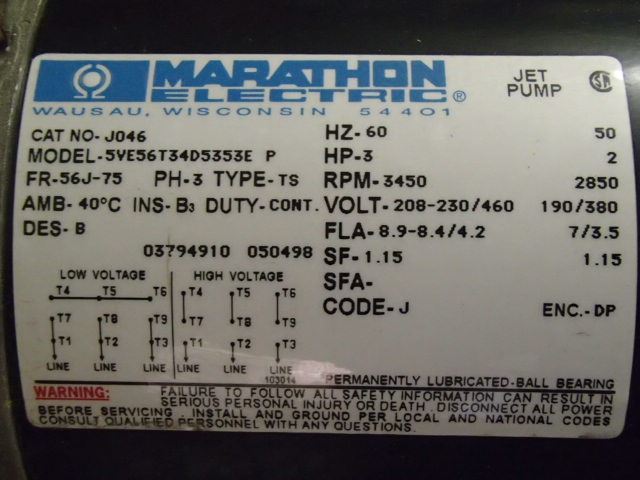 MARATHON ELECTRIC®
WAUSAU, WISCONSIN 54401
JET PUMP
CAT NO- J046
MODEL- 5VE56T34D5353E P
FR-56J-75 PH-3 TYPE-TS
AMB- 40°C INS- B3 DUTY- CONT.
DES- B
03794910 050498
HZ- 60 50
HP-3 2
RPM- 3450 2850
VOLT- 208-230/460 190/380
FLA- 8.9-8.4/4.2 7/3.5
SF- 1.15 1.15
SFA-
CODE- J ENC.- DP
LOW VOLTAGE HIGH VOLTAGE
T4 T5 T6 T4 T5 T6
T7 T8 T9 T7 T8 T9
T1 T2 T3 T1 T2 T3
LINE LINE LINE LINE LINE LINE
103014
PERMANENTLY LUBRICATED-BALL BEARING
WARNING: FAILURE TO FOLLOW ALL SAFETY INFORMATION CAN RESULT IN
SERIOUS PERSONAL INJURY OR DEATH. DISCONNECT ALL POWER
BEFORE SERVICING. INSTALL AND GROUND PER LOCAL AND NATIONAL CODES
CONSULT QUALIFIED PERSONNEL WITH ANY QUESTIONS.